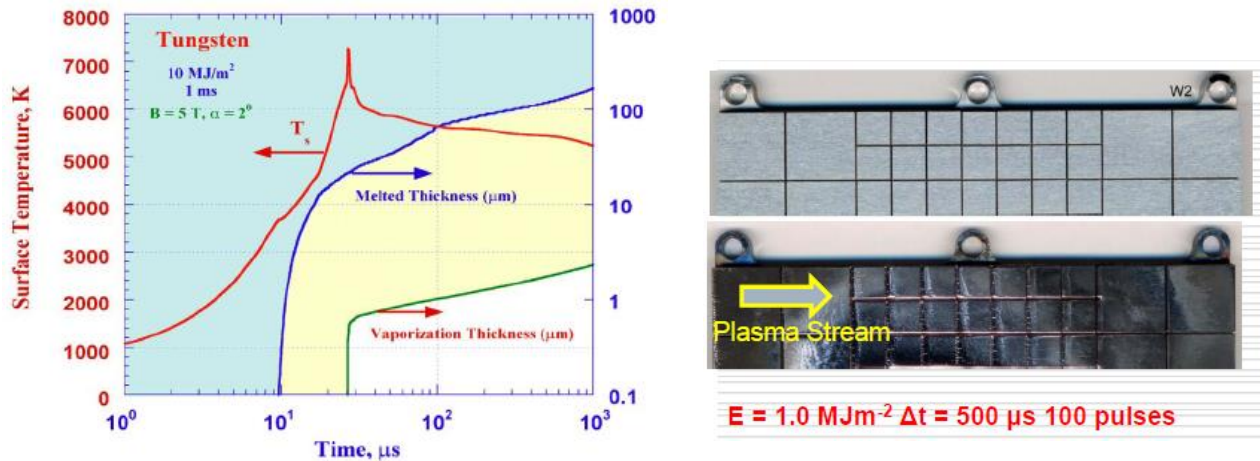 8000
7000
6000
5000
4000
3000
2000
1000
0
Surface Temperature, K
Tungsten
10 MJ/m²
1 ms
B = 5 T, α = 2°
Tₛ
Melted Thickness (μm)
Vaporization Thickness (μm)
1000
100
10
1
0.1
10⁰
10¹
10²
10³
Time, μs
W2
Plasma Stream
E = 1.0 MJm⁻² Δt = 500 μs 100 pulses